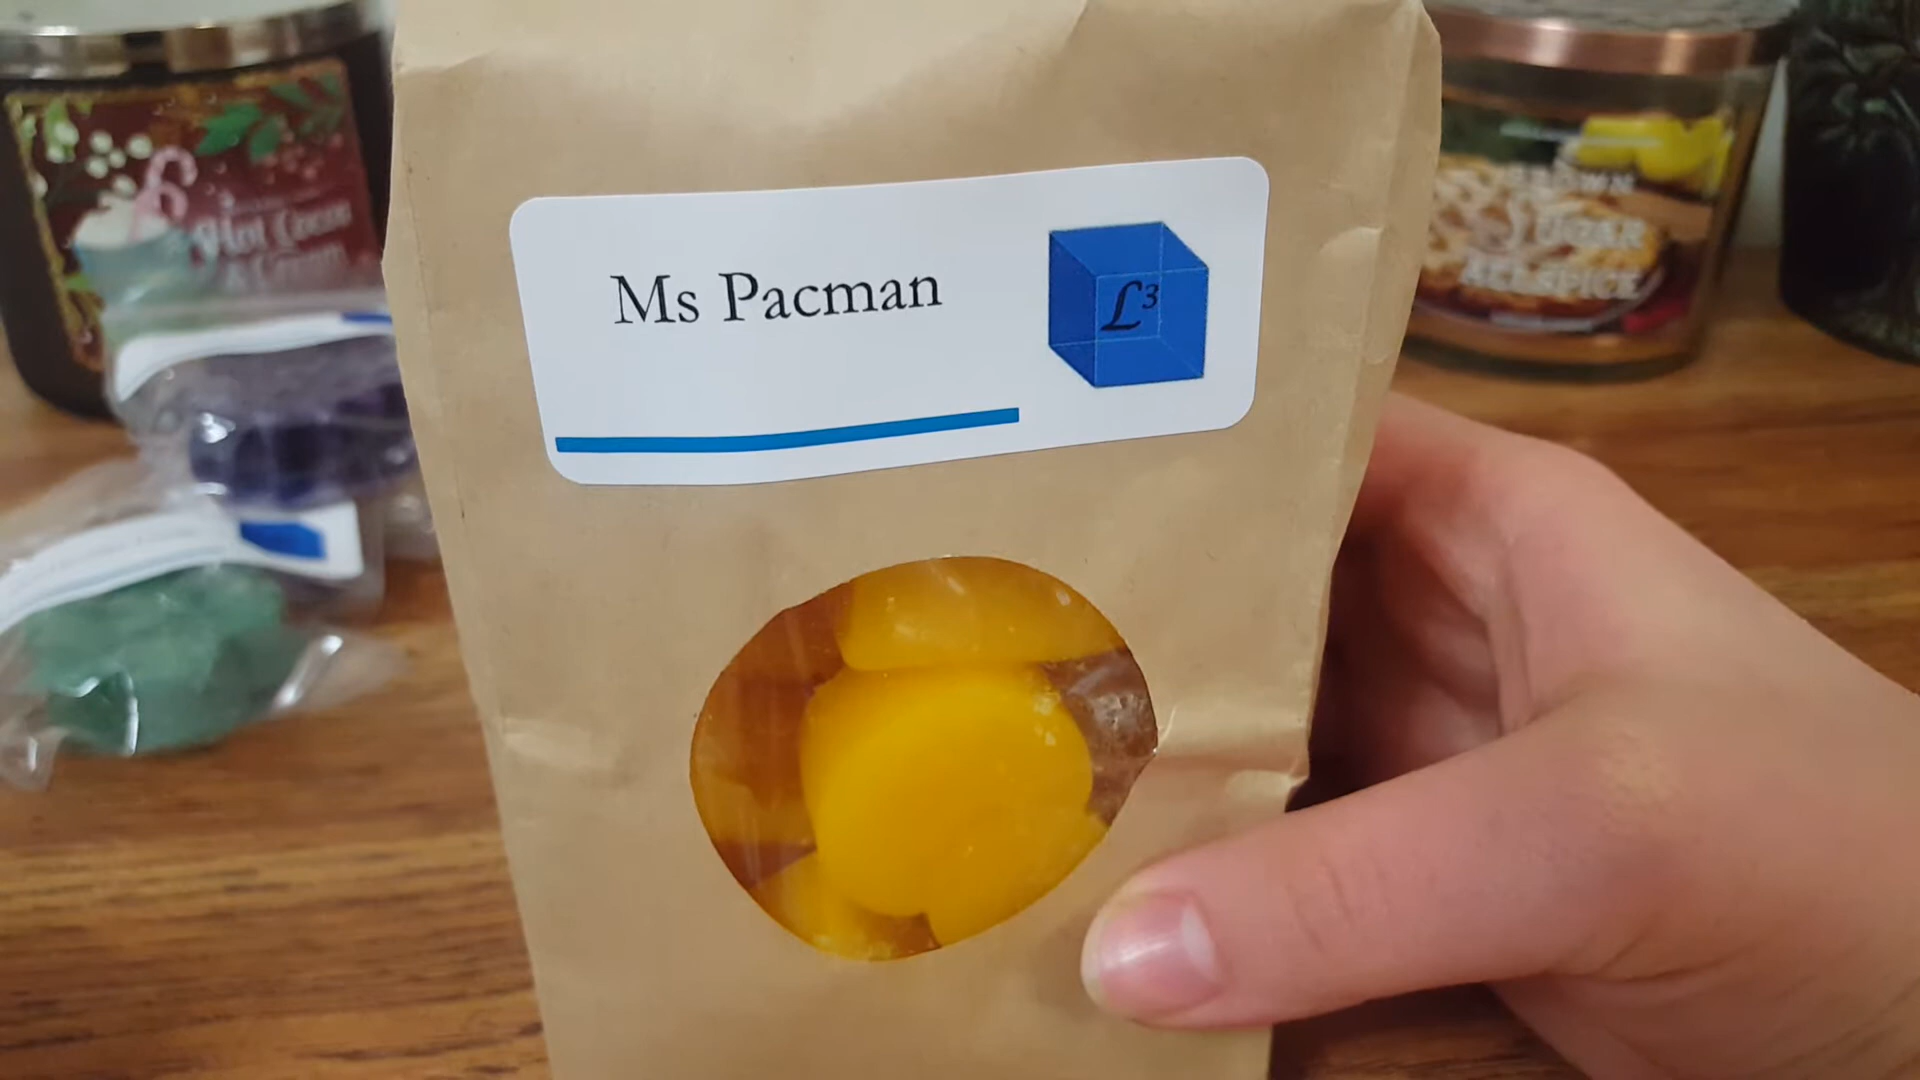 Ms Pacman
L³
Hot Cocoa
& Cream
BROWN
SUGAR
ALLSPICE